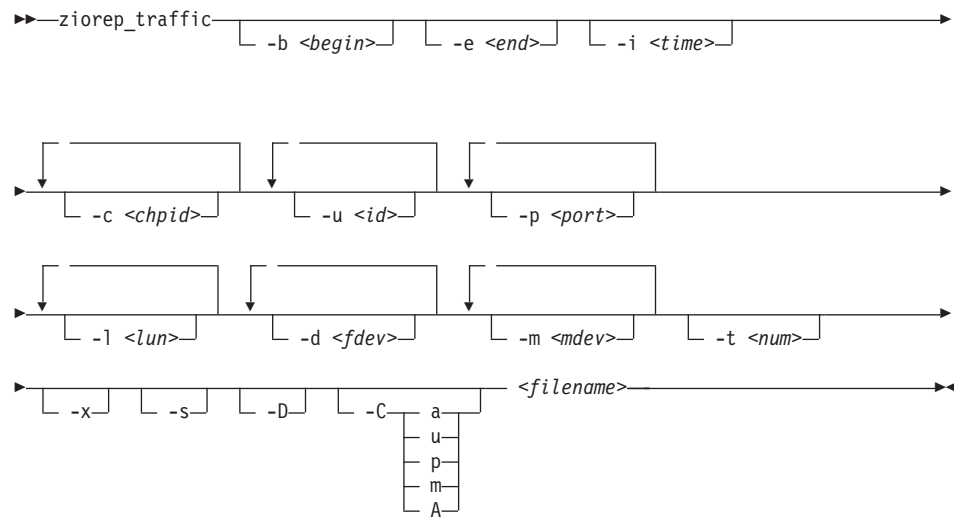 ziorep_traffic
-b <begin> -e <end> -i <time>
-c <chpid> -u <id> -p <port>
-l <lun> -d <fdev> -m <mdev> -t <num>
<filename>
-x -s -D -C a
u
p
m
A